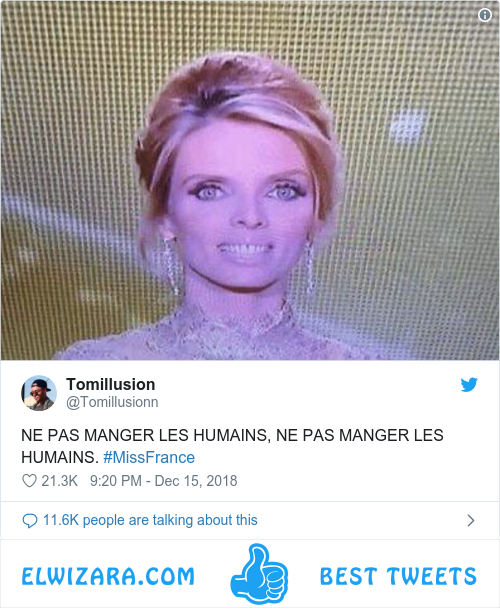 Tomillusion
@Tomillusionn
NE PAS MANGER LES HUMAINS, NE PAS MANGER LES
HUMAINS. #MissFrance
21.3K 9:20 PM - Dec 15, 2018
11.6K people are talking about this
ELWIZARA.COM BEST TWEETS